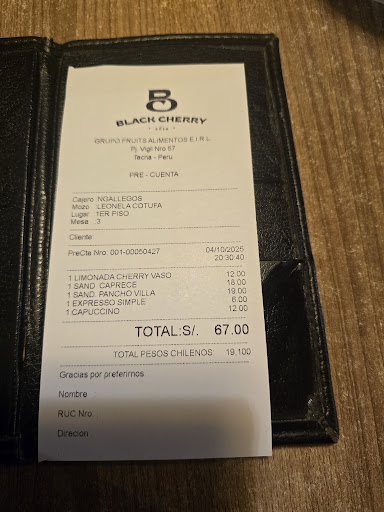 B
BLACK CHERRY
GRUPO FRUITS ALIMENTOS E.I.R.L
Pj. Vigil Nro 57
Tacna - Peru
PRE - CUENTA
Cajero :NGALLEGOS
Mozo :LEONELA COTUFA
Lugar :1ER PISO
Mesa :3
Cliente:
PreCta Nro: 001-00050427 04/10/2025
20:30:40
1 LIMONADA CHERRY VASO 12.00
1 SAND. CAPRECE 18.00
1 SAND. PANCHO VILLA 19.00
1 EXPRESSO SIMPLE 6.00
1 CAPUCCINO 12.00
TOTAL:S/. 67.00
TOTAL PESOS CHILENOS: 19,100
Gracias por preferirnos
Nombre :
RUC Nro.:
Direcion :